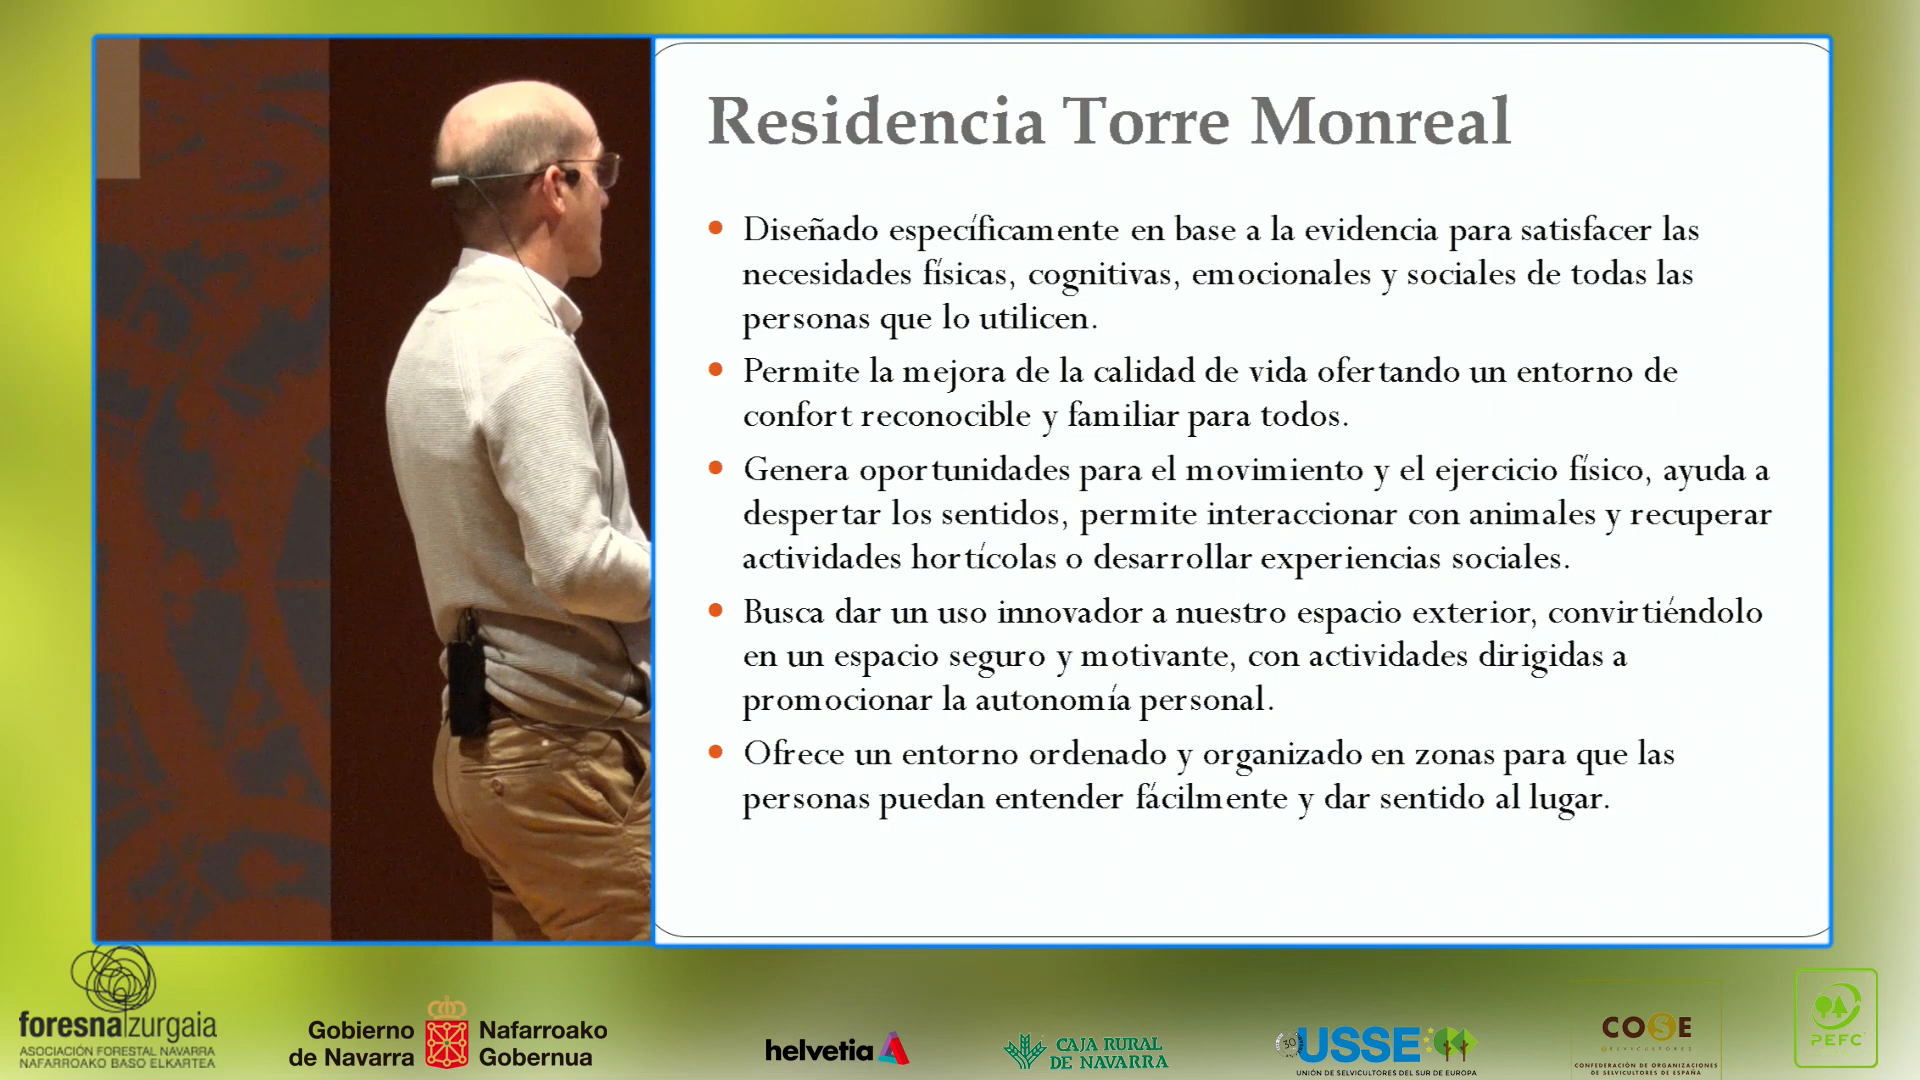 Residencia Torre Monreal
Diseñado específicamente en base a la evidencia para satisfacer las
necesidades físicas, cognitivas, emocionales y sociales de todas las
personas que lo utilicen.
Permite la mejora de la calidad de vida ofertando un entorno de
confort reconocible y familiar para todos.
Genera oportunidades para el movimiento y el ejercicio físico, ayuda a
despertar los sentidos, permite interaccionar con animales y recuperar
actividades hortícolas o desarrollar experiencias sociales.
Busca dar un uso innovador a nuestro espacio exterior, convirtiéndolo
en un espacio seguro y motivante, con actividades dirigidas a
promocionar la autonomía personal.
Ofrece un entorno ordenado y organizado en zonas para que las
personas puedan entender fácilmente y dar sentido al lugar.
foresna|zurgaia
ASOCIACIÓN FORESTAL NAVARRA
NAFARROAKO BASO ELKARTEA
Gobierno
de Navarra
Nafarroako
Gobernua
helvetia
CAJA RURAL
DE NAVARRA
30 USSE
UNIÓN DE SELVICULTORES DEL SUR DE EUROPA
COSE
CONFEDERACIÓN DE ORGANIZACIONES
DE SELVICULTORES DE ESPAÑA
PEFC